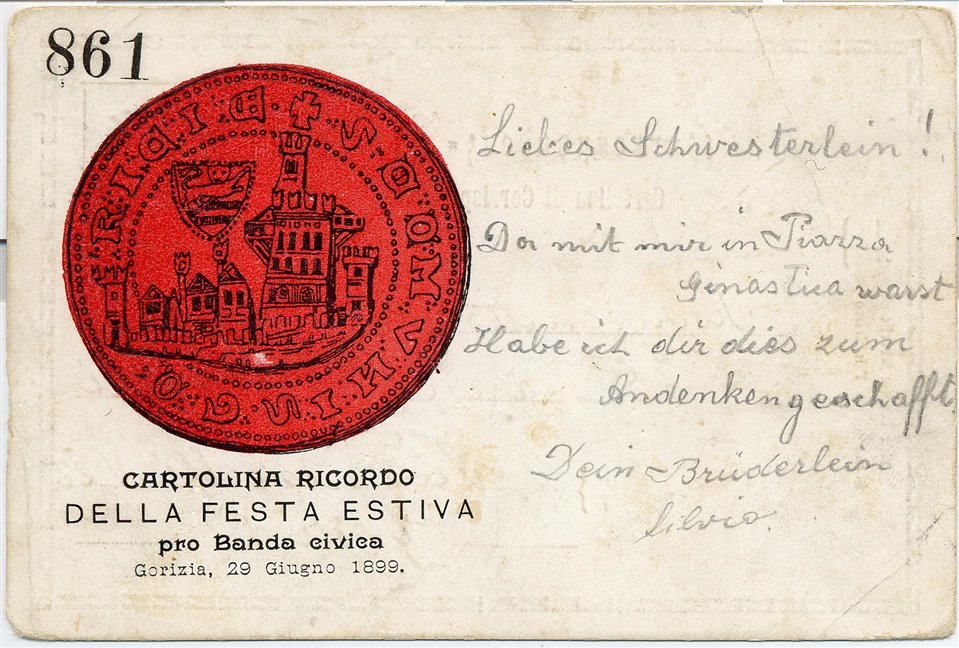 861
CARTOLINA RICORDO
DELLA FESTA ESTIVA
pro Banda civica
Gorizia, 29 Giugno 1899.
Liebes Schwesterlein!
Da mit mir in Piazza
Ginastica warst
Habe ich dir dies zum
Andenken geschafft
Dein Brüderlein
Silvio.